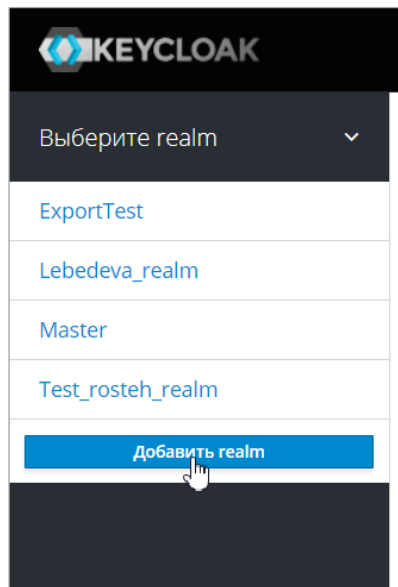 KEYCLOAK
Выберите realm
ExportTest
Lebedeva_realm
Master
Test_rosteh_realm
Добавить realm